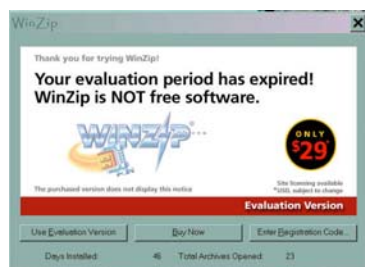 WinZip
Thank you for trying WinZip!
Your evaluation period has expired!
WinZip is NOT free software.
WINZIP
ONLY
$29*
Site licensing available
*USD, subject to change
The purchased version does not display this notice
Evaluation Version
Use Evaluation Version
Buy Now
Enter Registration Code...
Days Installed: 46 Total Archives Opened: 23